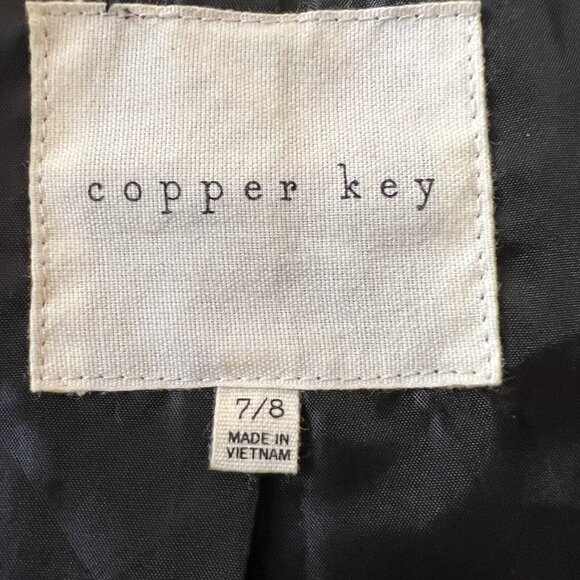 copper key
7/8
MADE IN
VIETNAM